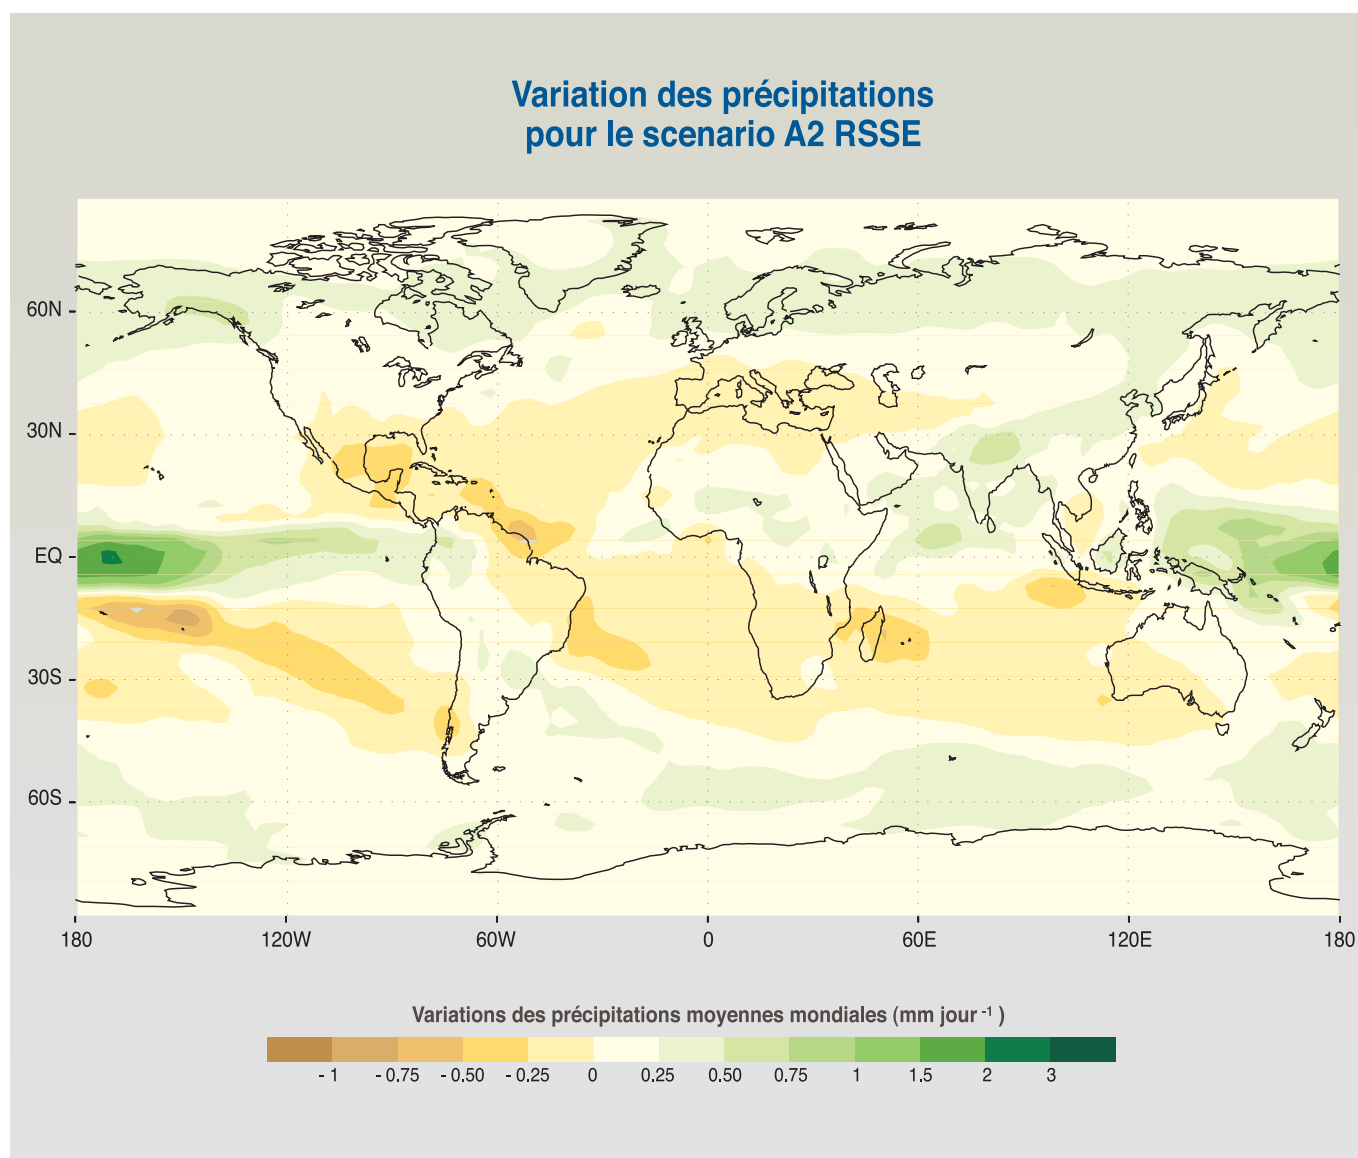 Variation des précipitations
pour le scenario A2 RSSE
60N
30N
EQ
30S
60S
180 120W 60W 0 60E 120E 180
Variations des précipitations moyennes mondiales (mm jour -1 )
- 1 - 0.75 - 0.50 - 0.25 0 0.25 0.50 0.75 1 1.5 2 3